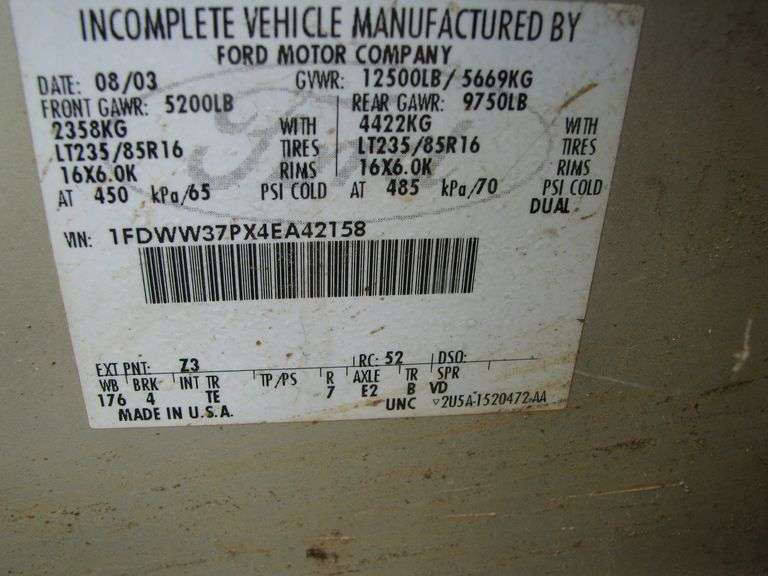 INCOMPLETE VEHICLE MANUFACTURED BY
FORD MOTOR COMPANY
DATE: 08/03 GVWR: 12500LB/ 5669KG
FRONT GAWR: 5200LB REAR GAWR: 9750LB
2358KG WITH 4422KG WITH
LT235/85R16 TIRES LT235/85R16 TIRES
16X6.0K RIMS 16X6.0K RIMS
AT 450 kPa/65 PSI COLD AT 485 kPa/70 PSI COLD
DUAL
Ford
VIN: 1FDWW37PX4EA42158
EXT PNT: Z3 RC: 52 DSO:
WB BRK INT TR TP/PS R AXLE TR SPR
176 4 TE 7 E2 B VD
MADE IN U.S.A. UNC ▽2U5A-1520472-AA